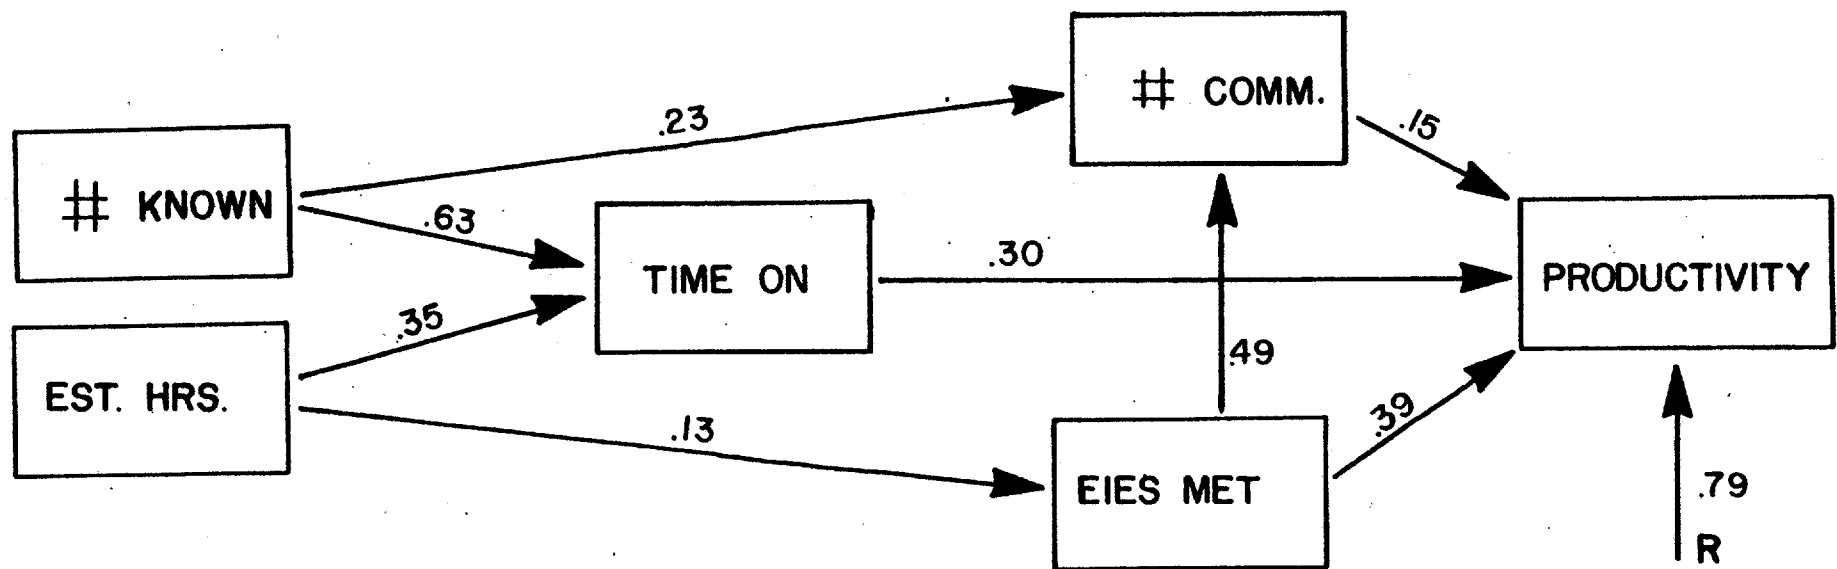 # COMM.
.23
.15
# KNOWN
.63
TIME ON
.30
PRODUCTIVITY
.35
.49
EST. HRS.
.13
.39
EIES MET
.79
R